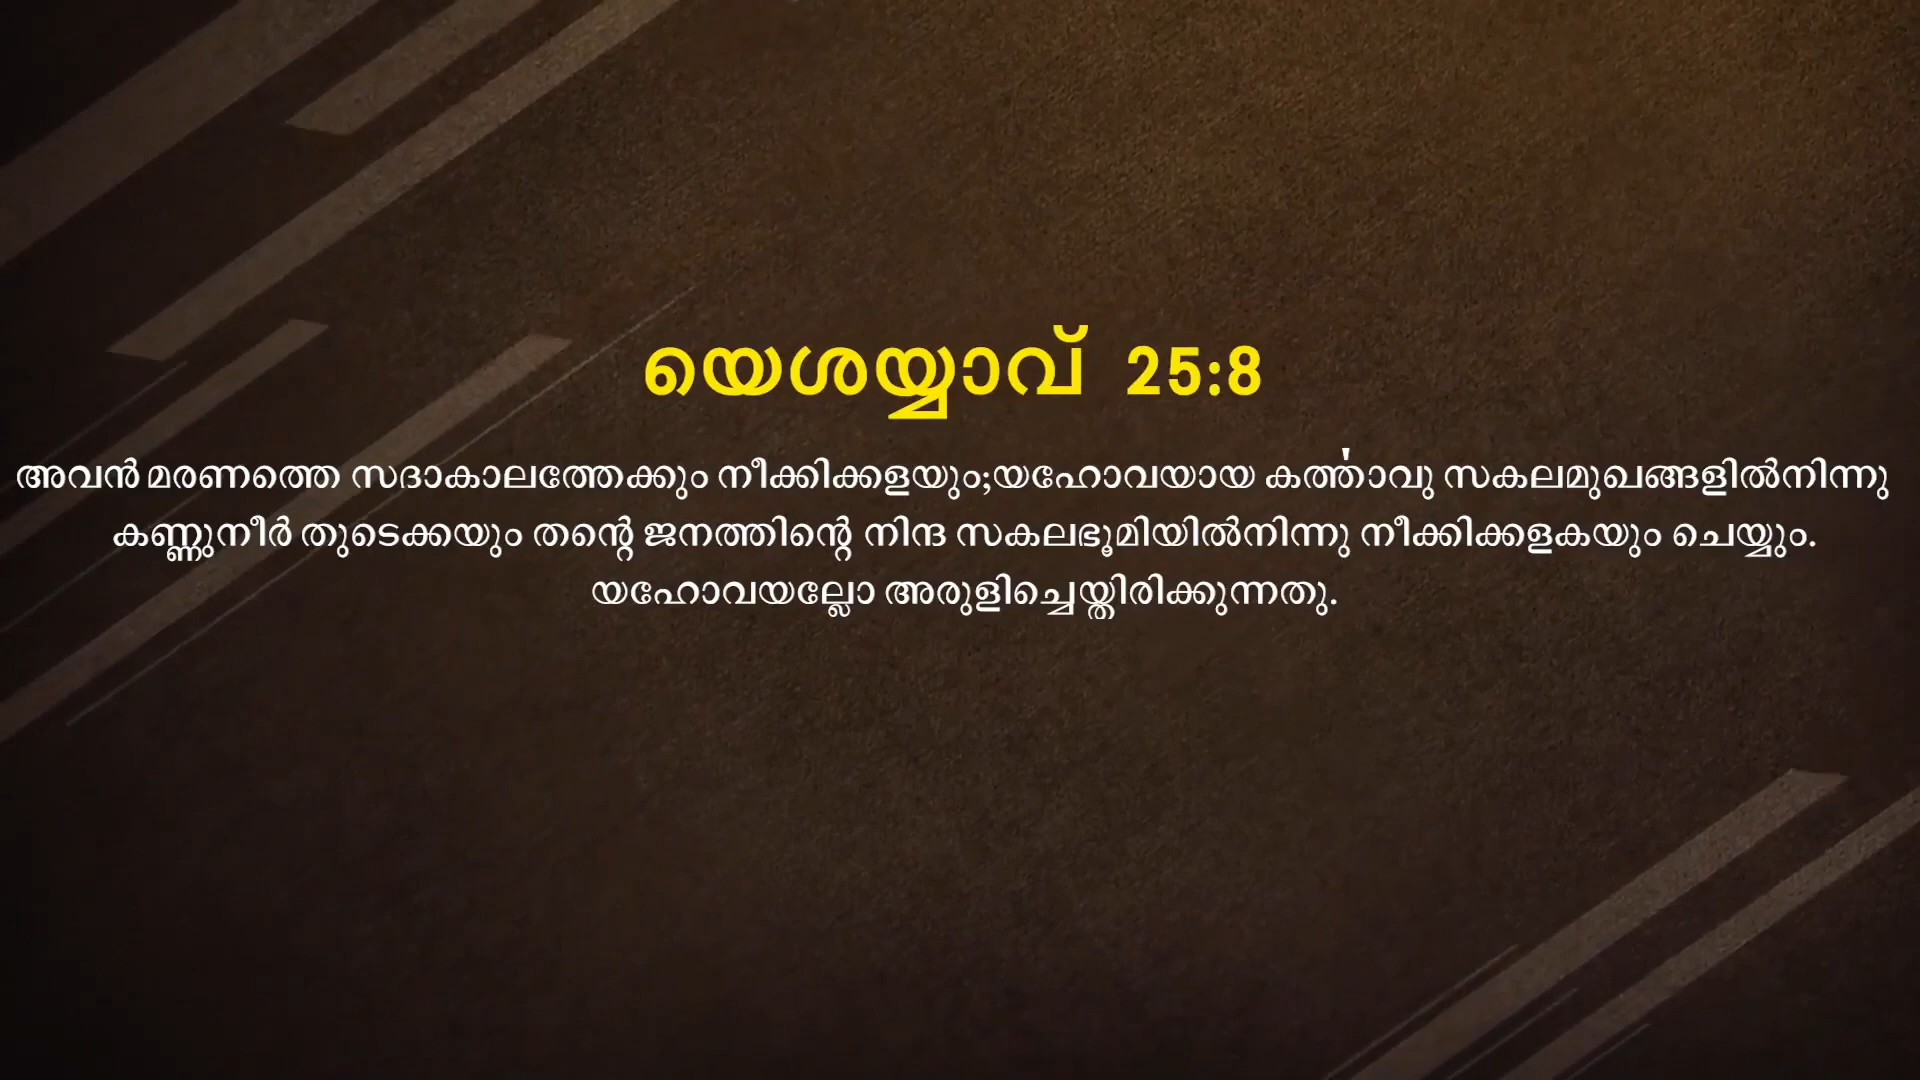 യെശയ്യാവ് 25:8
അവൻ മരണത്തെ സദാകാലത്തേക്കും നീക്കിക്കളയും;യഹോവയായ കൎത്താവു സകലമുഖങ്ങളിൽനിന്നു
കണ്ണുനീർ തുടെക്കയും തന്റെ ജനത്തിന്റെ നിന്ദ സകലഭൂമിയിൽനിന്നു നീക്കിക്കളകയും ചെയ്യും.
യഹോവയല്ലോ അരുളിച്ചെയ്തിരിക്കുന്നതു.